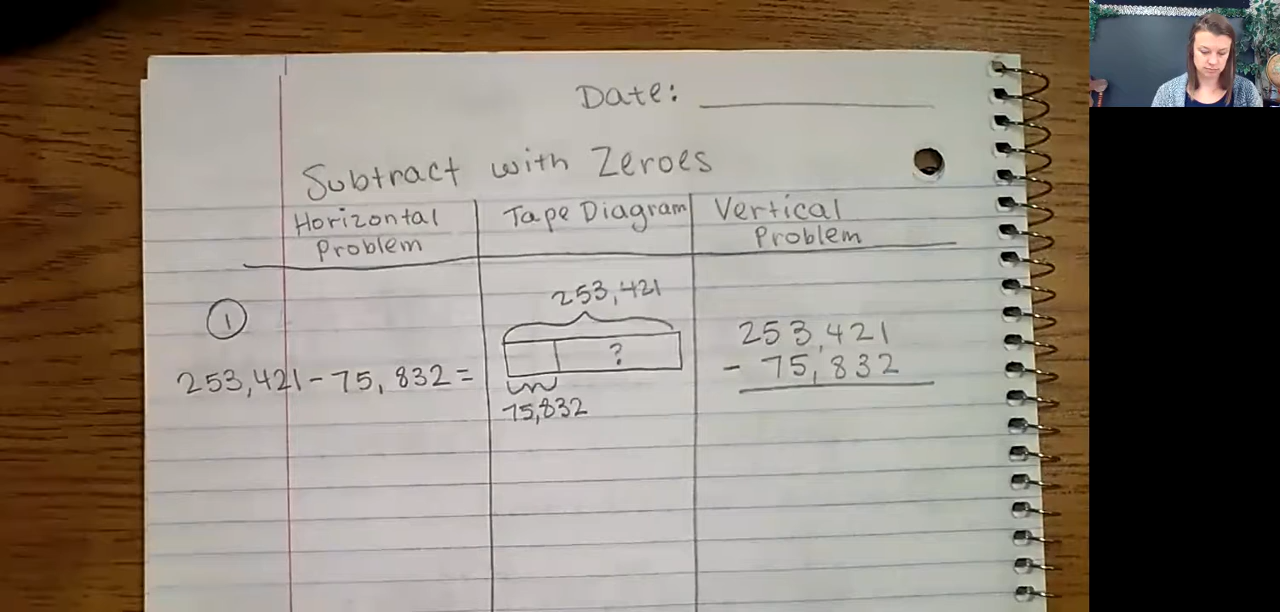 Date:
Subtract with Zeroes
Horizontal Problem
Tape Diagram
Vertical Problem
1
253,421 - 75,832 =
253,421
?
75,832
253,421
- 75,832